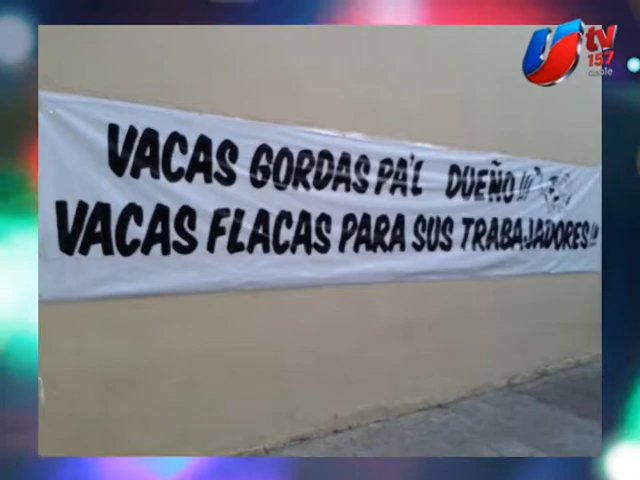 U tv
157
cable
VACAS GORDAS PA'L DUEÑO!!!
VACAS FLACAS PARA SUS TRABAJADORES!!